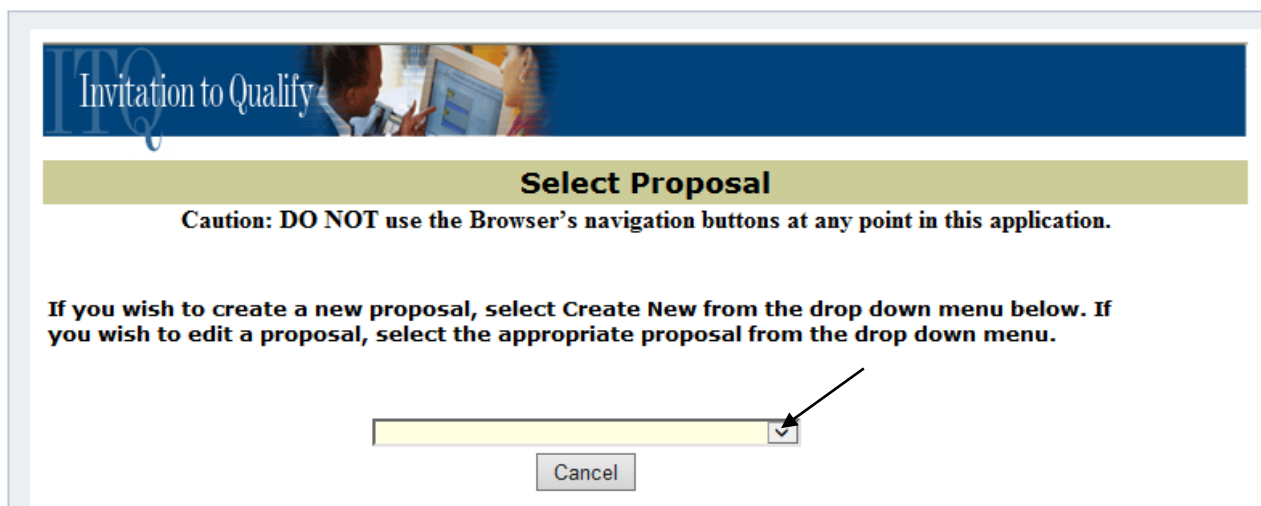 ITQ
Invitation to Qualify
Select Proposal
Caution: DO NOT use the Browser’s navigation buttons at any point in this application.
If you wish to create a new proposal, select Create New from the drop down menu below. If
you wish to edit a proposal, select the appropriate proposal from the drop down menu.
Cancel